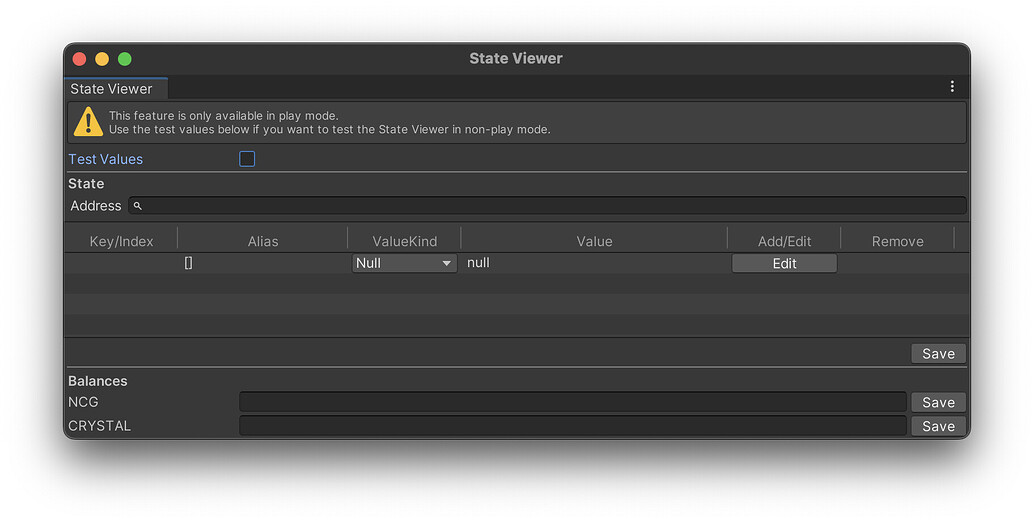 State Viewer
State Viewer
This feature is only available in play mode.
Use the test values below if you want to test the State Viewer in non-play mode.
Test Values
State
Address
Key/Index Alias ValueKind Value Add/Edit Remove
[] Null null Edit
Save
Balances
NCG Save
CRYSTAL Save